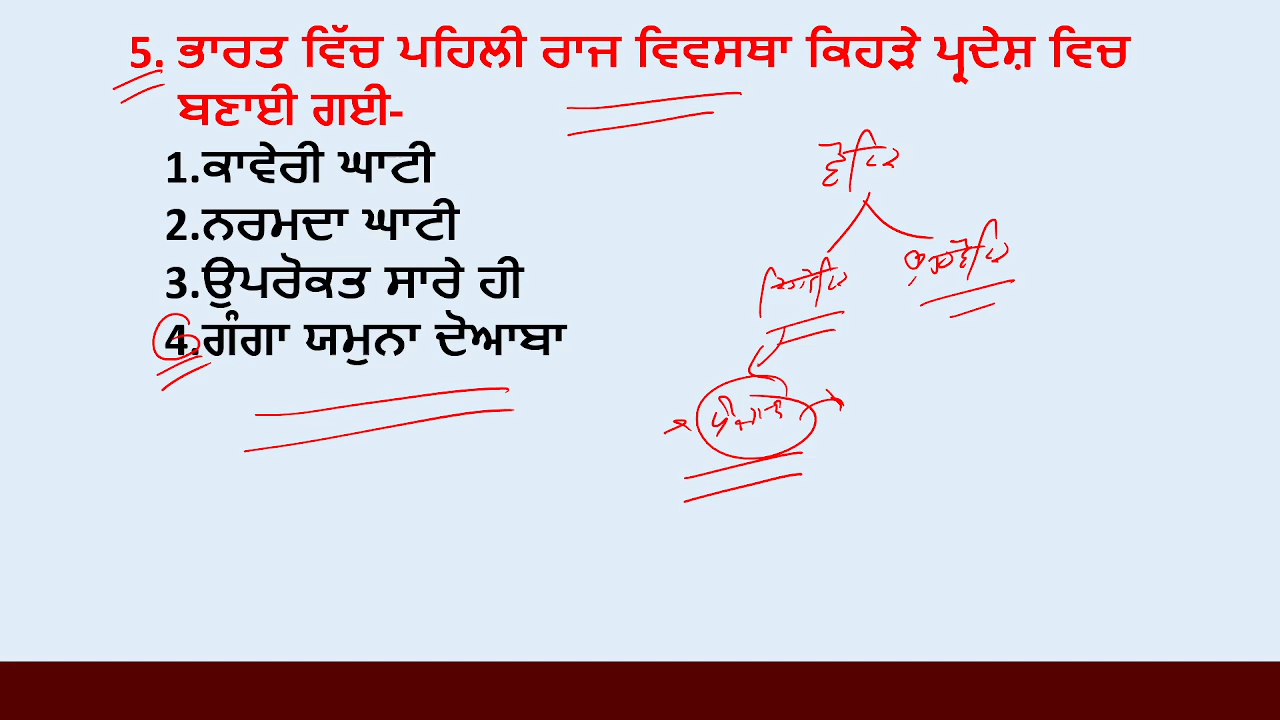 5. ਭਾਰਤ ਵਿੱਚ ਪਹਿਲੀ ਰਾਜ ਵਿਵਸਥਾ ਕਿਹੜੇ ਪ੍ਰਦੇਸ਼ ਵਿਚ
ਬਣਾਈ ਗਈ-
1.ਕਾਵੇਰੀ ਘਾਟੀ
2.ਨਰਮਦਾ ਘਾਟੀ
3.ਉਪਰੋਕਤ ਸਾਰੇ ਹੀ
4.ਗੰਗਾ ਯਮੁਨਾ ਦੋਆਬਾ